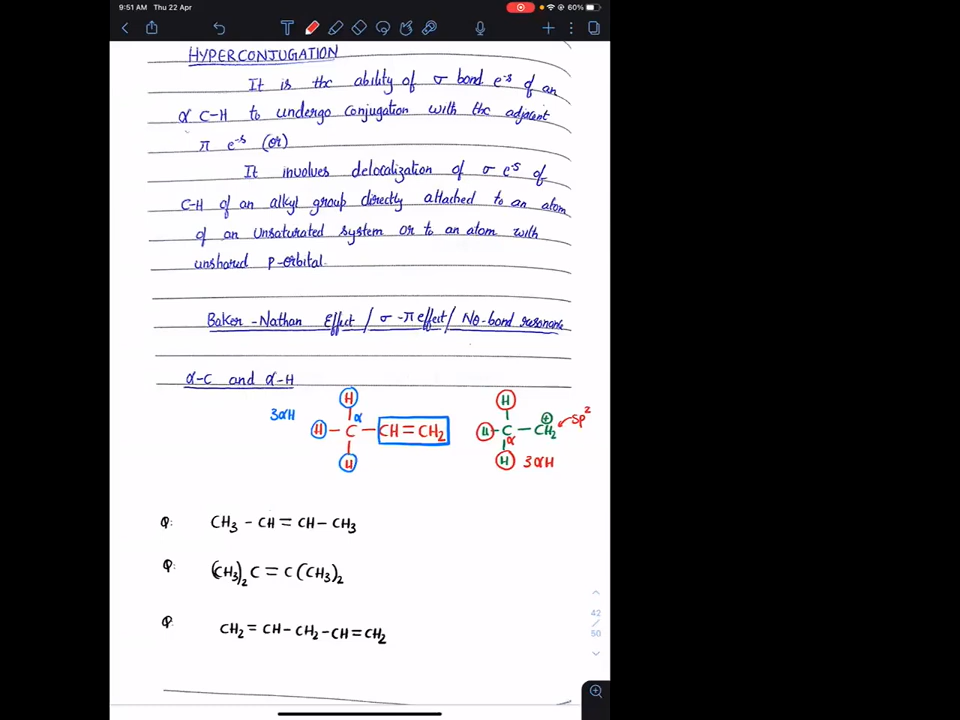 9:51 AM Thu 22 Apr
60%
HYPERCONJUGATION
It is the ability of σ bond e⁻s of an
α C-H to undergo conjugation with the adjacent
π e⁻s (or)
It involves delocalization of σ e⁻s of
C-H of an alkyl group directly attached to an atom
of an unsaturated system or to an atom with
unshared p-orbital.
Baker-Nathan Effect / σ-π effect / No-bond resonance
α-C and α-H
H H
3αH α ⊕ sp²
H - C - CH = CH₂ H - C - CH₂
α
H H 3αH
Q: CH₃ - CH = CH - CH₃
Q: (CH₃)₂ C = C (CH₃)₂
Q: CH₂ = CH - CH₂ - CH = CH₂
42
/
50